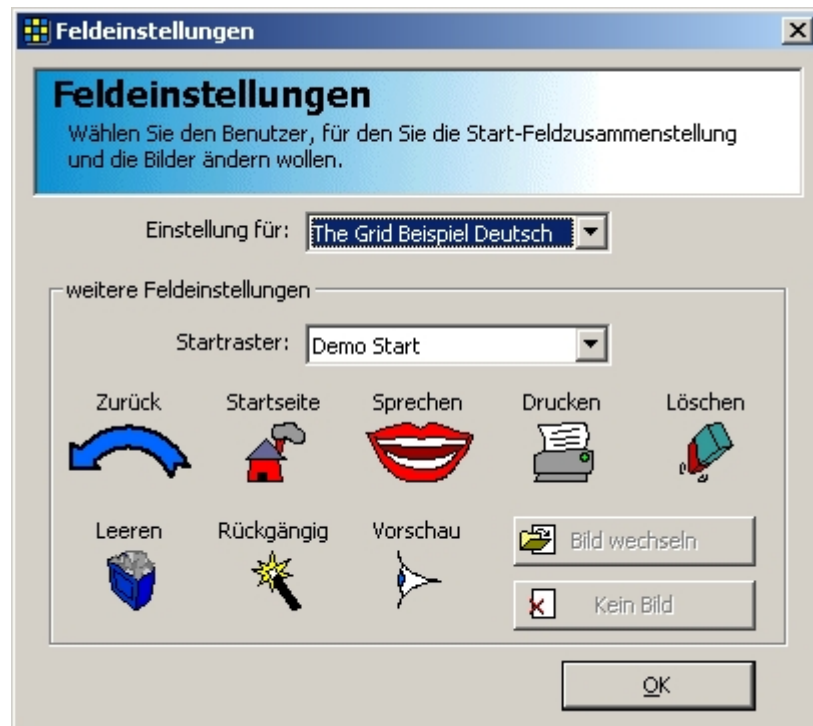 Feldeinstellungen
Feldeinstellungen
Wählen Sie den Benutzer, für den Sie die Start-Feldzusammenstellung
und die Bilder ändern wollen.
Einstellung für: The Grid Beispiel Deutsch
weitere Feldeinstellungen
Startraster: Demo Start
Zurück Startseite Sprechen Drucken Löschen
Leeren Rückgängig Vorschau
Bild wechseln
Kein Bild
OK